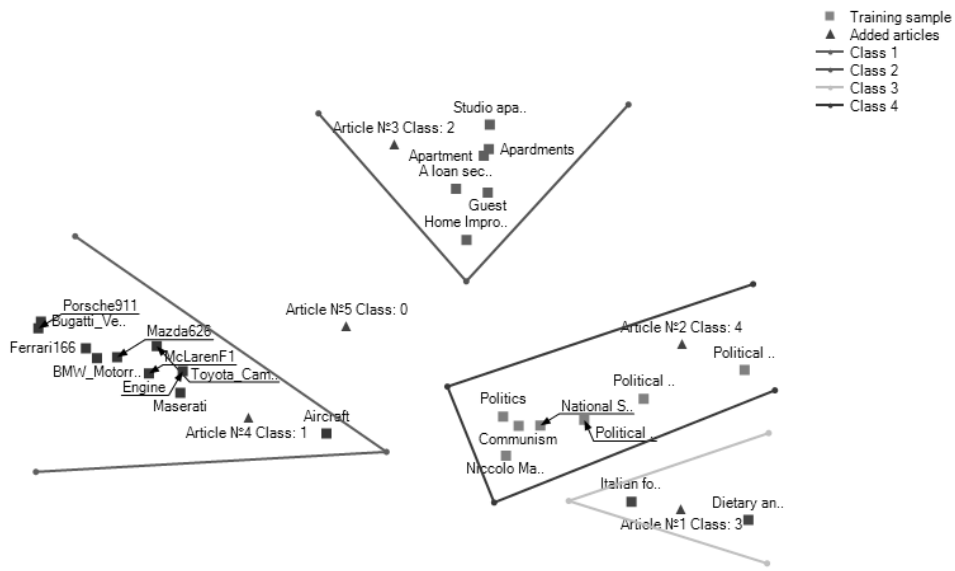 Training sample
Added articles
Class 1
Class 2
Class 3
Class 4
Studio apa..
Article №3 Class: 2
Apardments
Apartment
A loan sec..
Guest
Home Impro..
Porsche911
Bugatti_Ve..
Mazda626
Ferrari166
McLarenF1
BMW_Motorr..
Toyota_Cam..
Engine
Maserati
Aircraft
Article №4 Class: 1
Article №5 Class: 0
Article №2 Class: 4
Political ..
Political ..
Politics
National S..
Communism
Political ..
Niccolo Ma..
Italian fo..
Dietary an..
Article №1 Class: 3